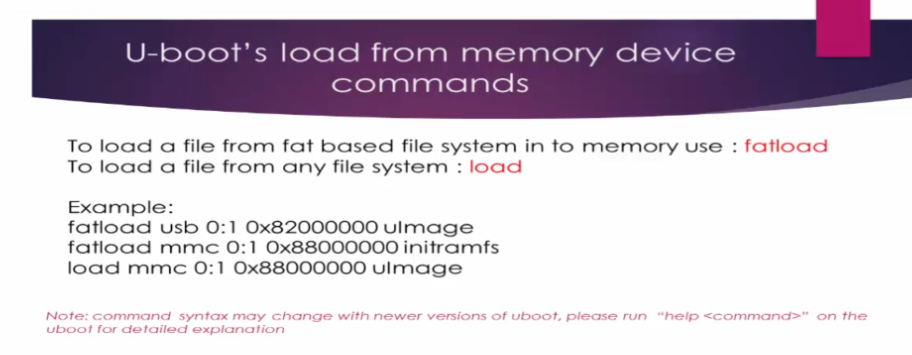 U-boot's load from memory device
commands
To load a file from fat based file system in to memory use : fatload
To load a file from any file system : load
Example:
fatload usb 0:1 0x82000000 uImage
fatload mmc 0:1 0x88000000 initramfs
load mmc 0:1 0x88000000 uImage
Note: command syntax may change with newer versions of uboot, please run "help <command>" on the
uboot for detailed explanation